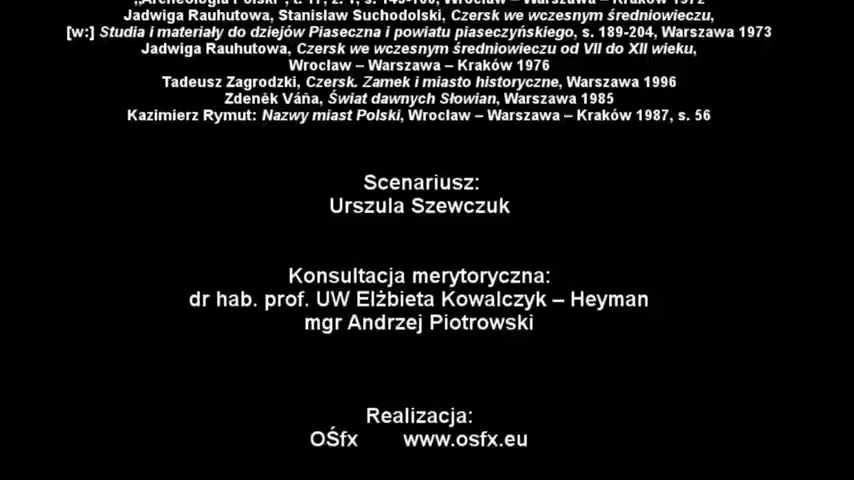 „Archeologia Polski”, t. 17, z. 1, s. 143-166, Wrocław – Warszawa – Kraków 1972
Jadwiga Rauhutowa, Stanisław Suchodolski, Czersk we wczesnym średniowieczu,
[w:] Studia i materiały do dziejów Piaseczna i powiatu piaseczyńskiego, s. 189-204, Warszawa 1973
Jadwiga Rauhutowa, Czersk we wczesnym średniowieczu od VII do XII wieku,
Wrocław – Warszawa – Kraków 1976
Tadeusz Zagrodzki, Czersk. Zamek i miasto historyczne, Warszawa 1996
Zdenĕk Váňa, Świat dawnych Słowian, Warszawa 1985
Kazimierz Rymut: Nazwy miast Polski, Wrocław – Warszawa – Kraków 1987, s. 56
Scenariusz:
Urszula Szewczuk
Konsultacja merytoryczna:
dr hab. prof. UW Elżbieta Kowalczyk – Heyman
mgr Andrzej Piotrowski
Realizacja:
OŚfx www.osfx.eu